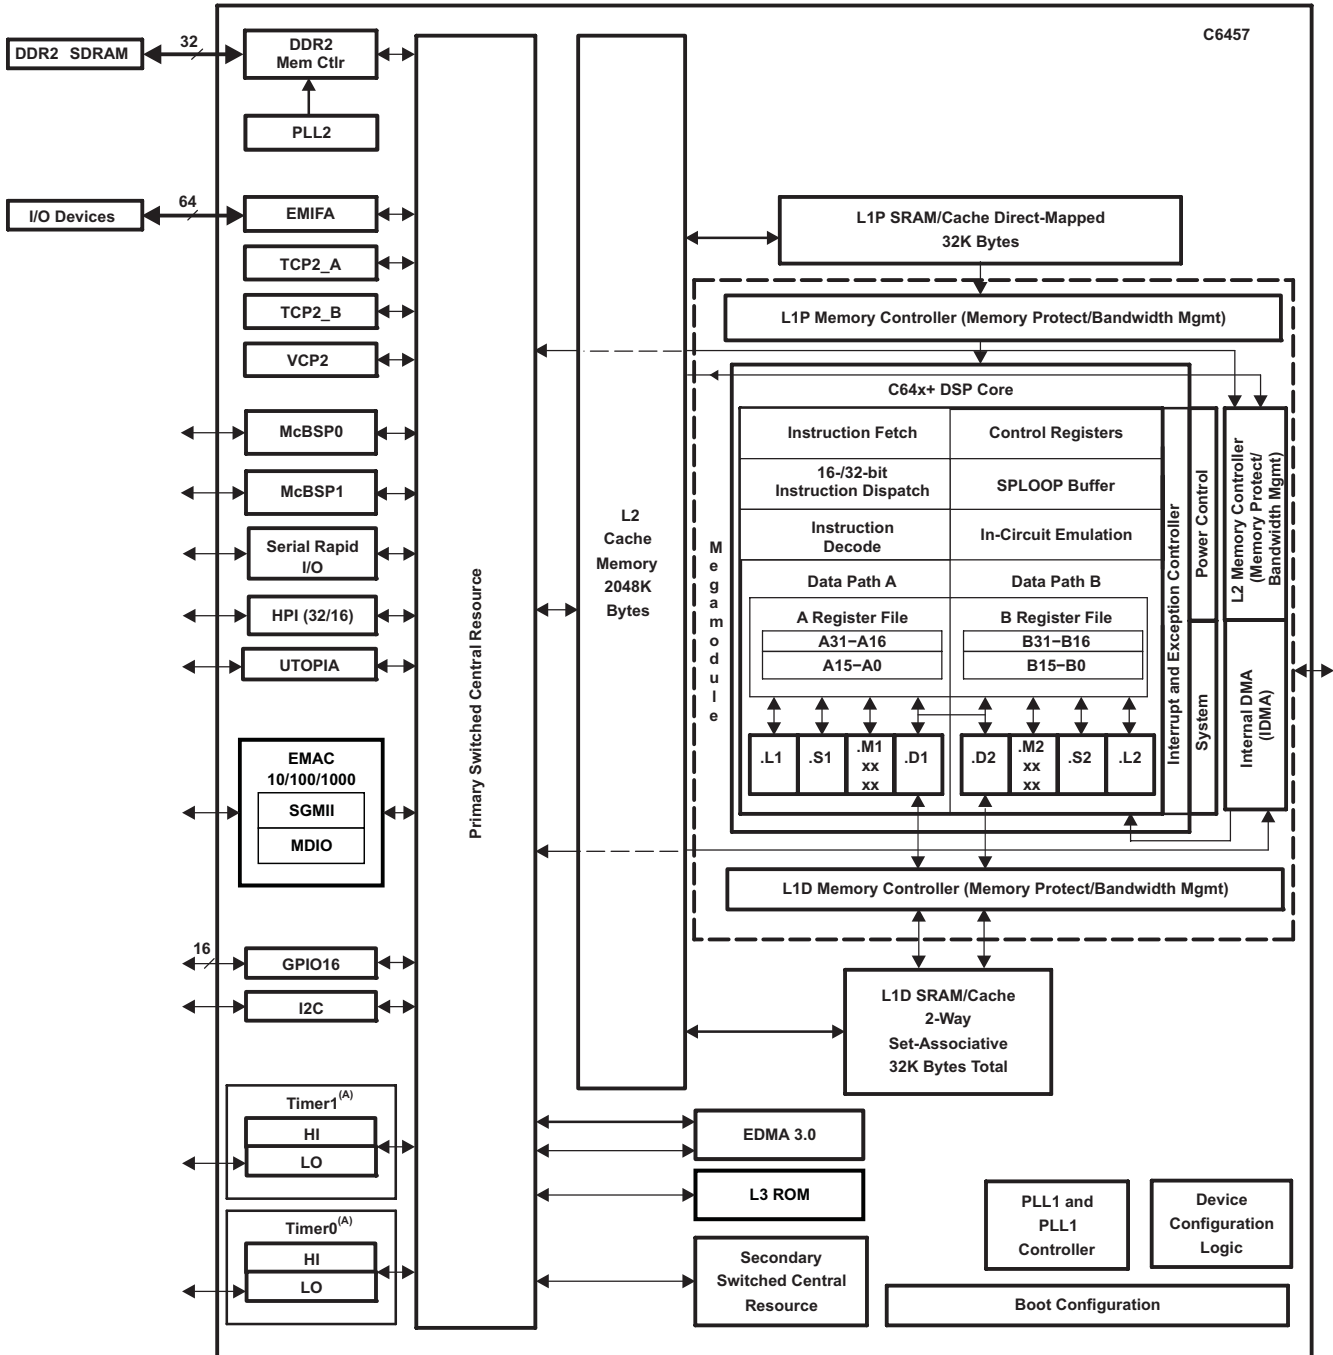 C6457
DDR2 SDRAM
32
DDR2
Mem Ctlr
PLL2
I/O Devices
64
EMIFA
TCP2_A
TCP2_B
VCP2
McBSP0
McBSP1
Serial Rapid
I/O
HPI (32/16)
UTOPIA
EMAC
10/100/1000
SGMII
MDIO
16
GPIO16
I2C
Timer1(A)
HI
LO
Timer0(A)
HI
LO
Primary Switched Central Resource
L2
Cache
Memory
2048K
Bytes
L1P SRAM/Cache Direct-Mapped
32K Bytes
L1P Memory Controller (Memory Protect/Bandwidth Mgmt)
Megamodule
C64x+ DSP Core
Instruction Fetch
Control Registers
16-/32-bit
Instruction Dispatch
SPLOOP Buffer
Instruction
Decode
In-Circuit Emulation
Data Path A
Data Path B
A Register File
B Register File
A31−A16
B31−B16
A15−A0
B15−B0
.L1
.S1
.M1
xx
xx
.D1
.D2
.M2
xx
xx
.S2
.L2
Interrupt and Exception Controller
Power Control
System
L2 Memory Controller
(Memory Protect/
Bandwidth Mgmt)
Internal DMA
(IDMA)
L1D Memory Controller (Memory Protect/Bandwidth Mgmt)
L1D SRAM/Cache
2-Way
Set-Associative
32K Bytes Total
EDMA 3.0
L3 ROM
Secondary
Switched Central
Resource
PLL1 and
PLL1
Controller
Device
Configuration
Logic
Boot Configuration